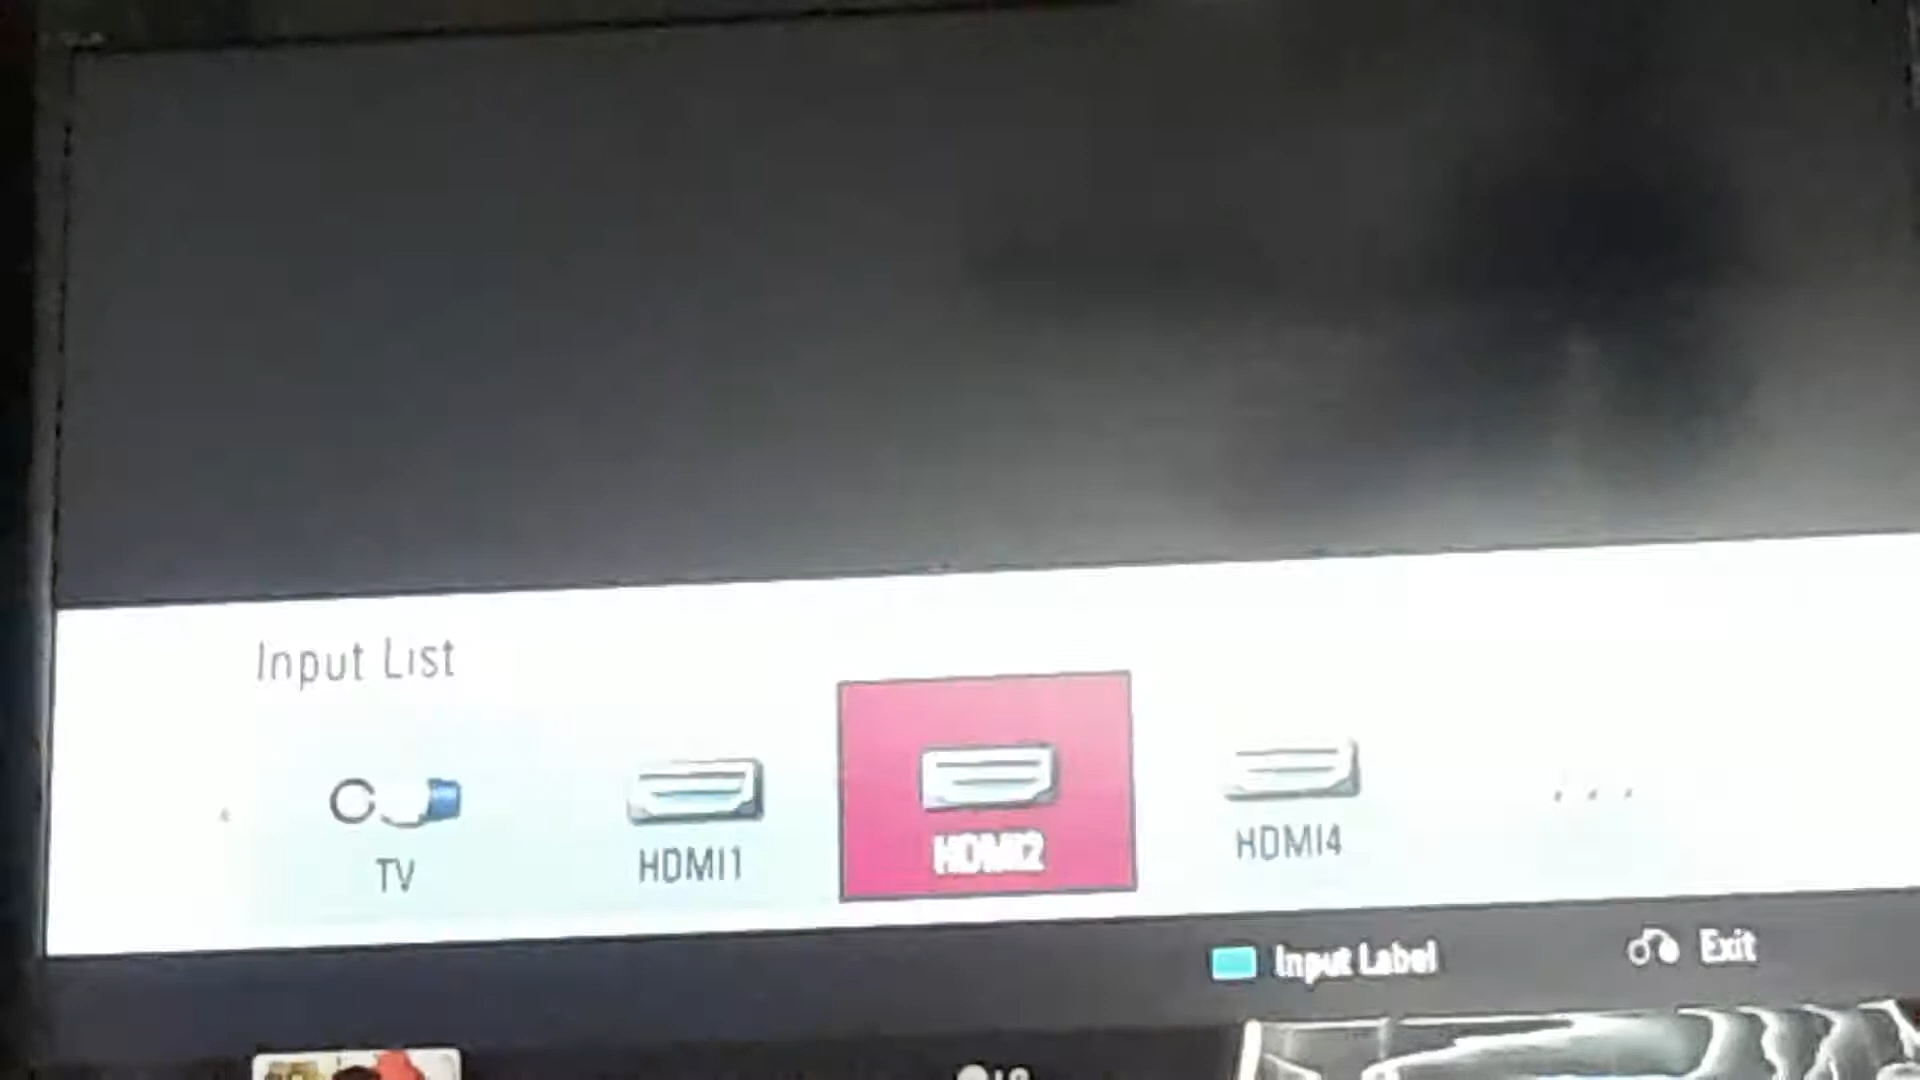 Input List
TV
HDMI1
HDMI2
HDMI4
...
Input Label
Exit